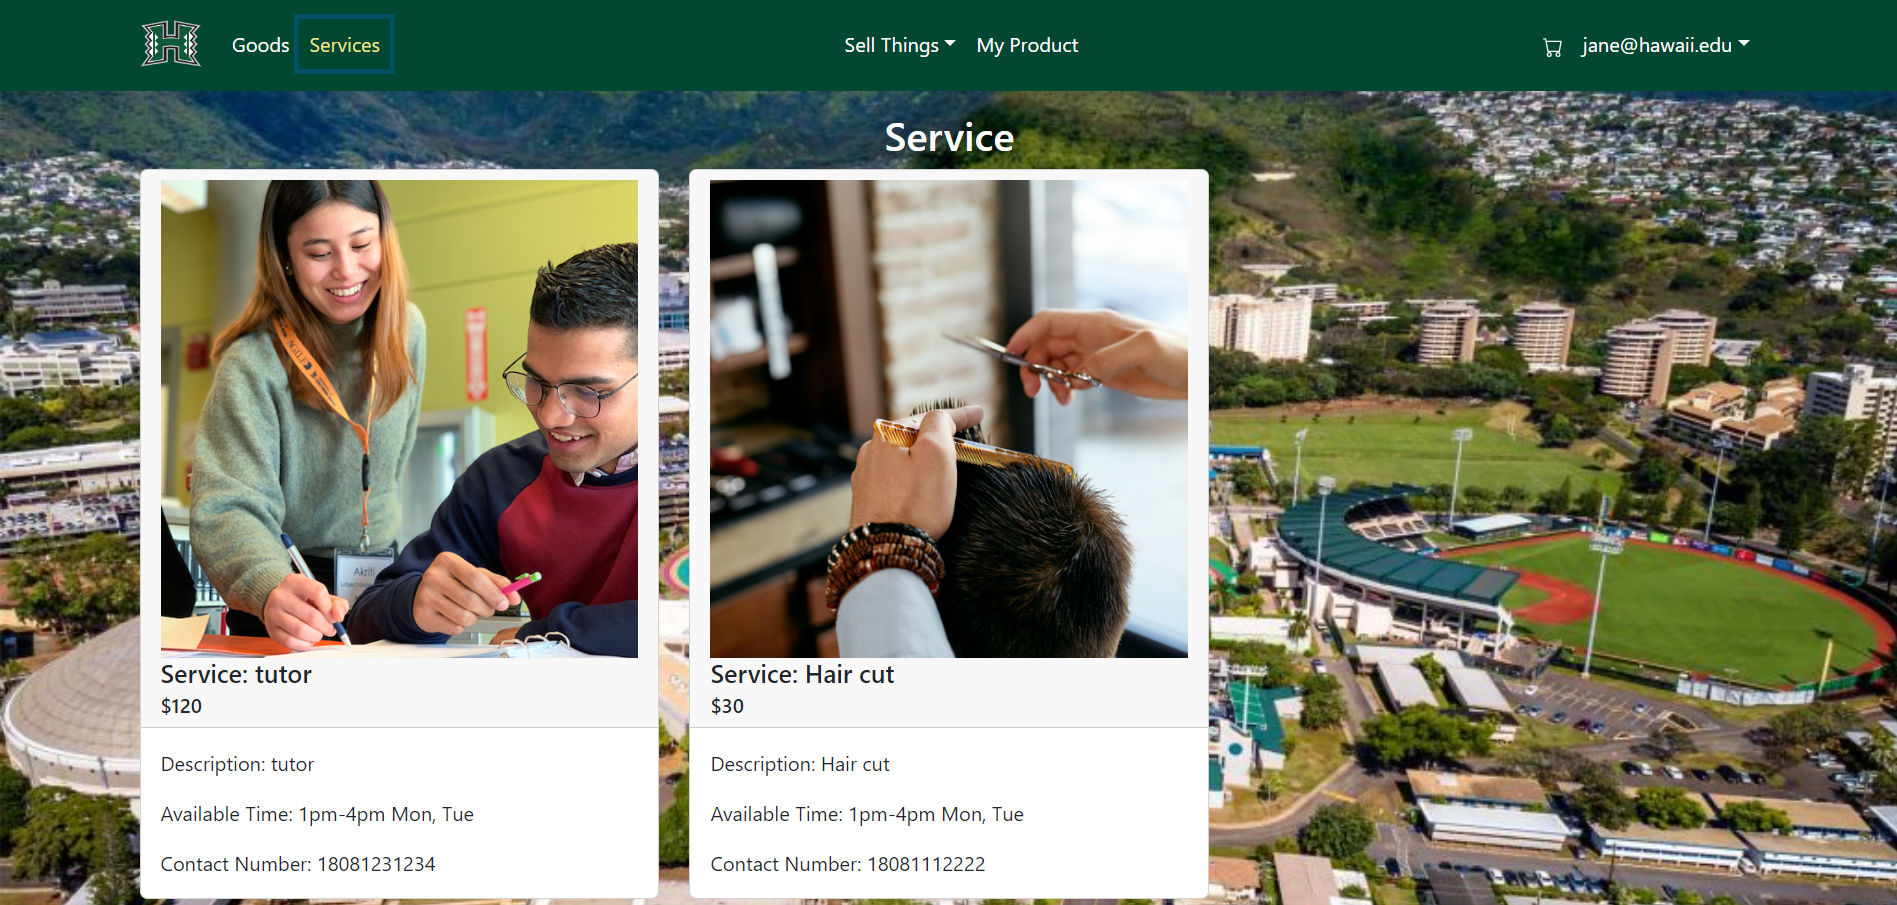 H
Goods Services Sell Things My Product jane@hawaii.edu
Service
AGILE
Akriti
Service: tutor
$120
Description: tutor
Available Time: 1pm-4pm Mon, Tue
Contact Number: 18081231234
Service: Hair cut
$30
Description: Hair cut
Available Time: 1pm-4pm Mon, Tue
Contact Number: 18081112222